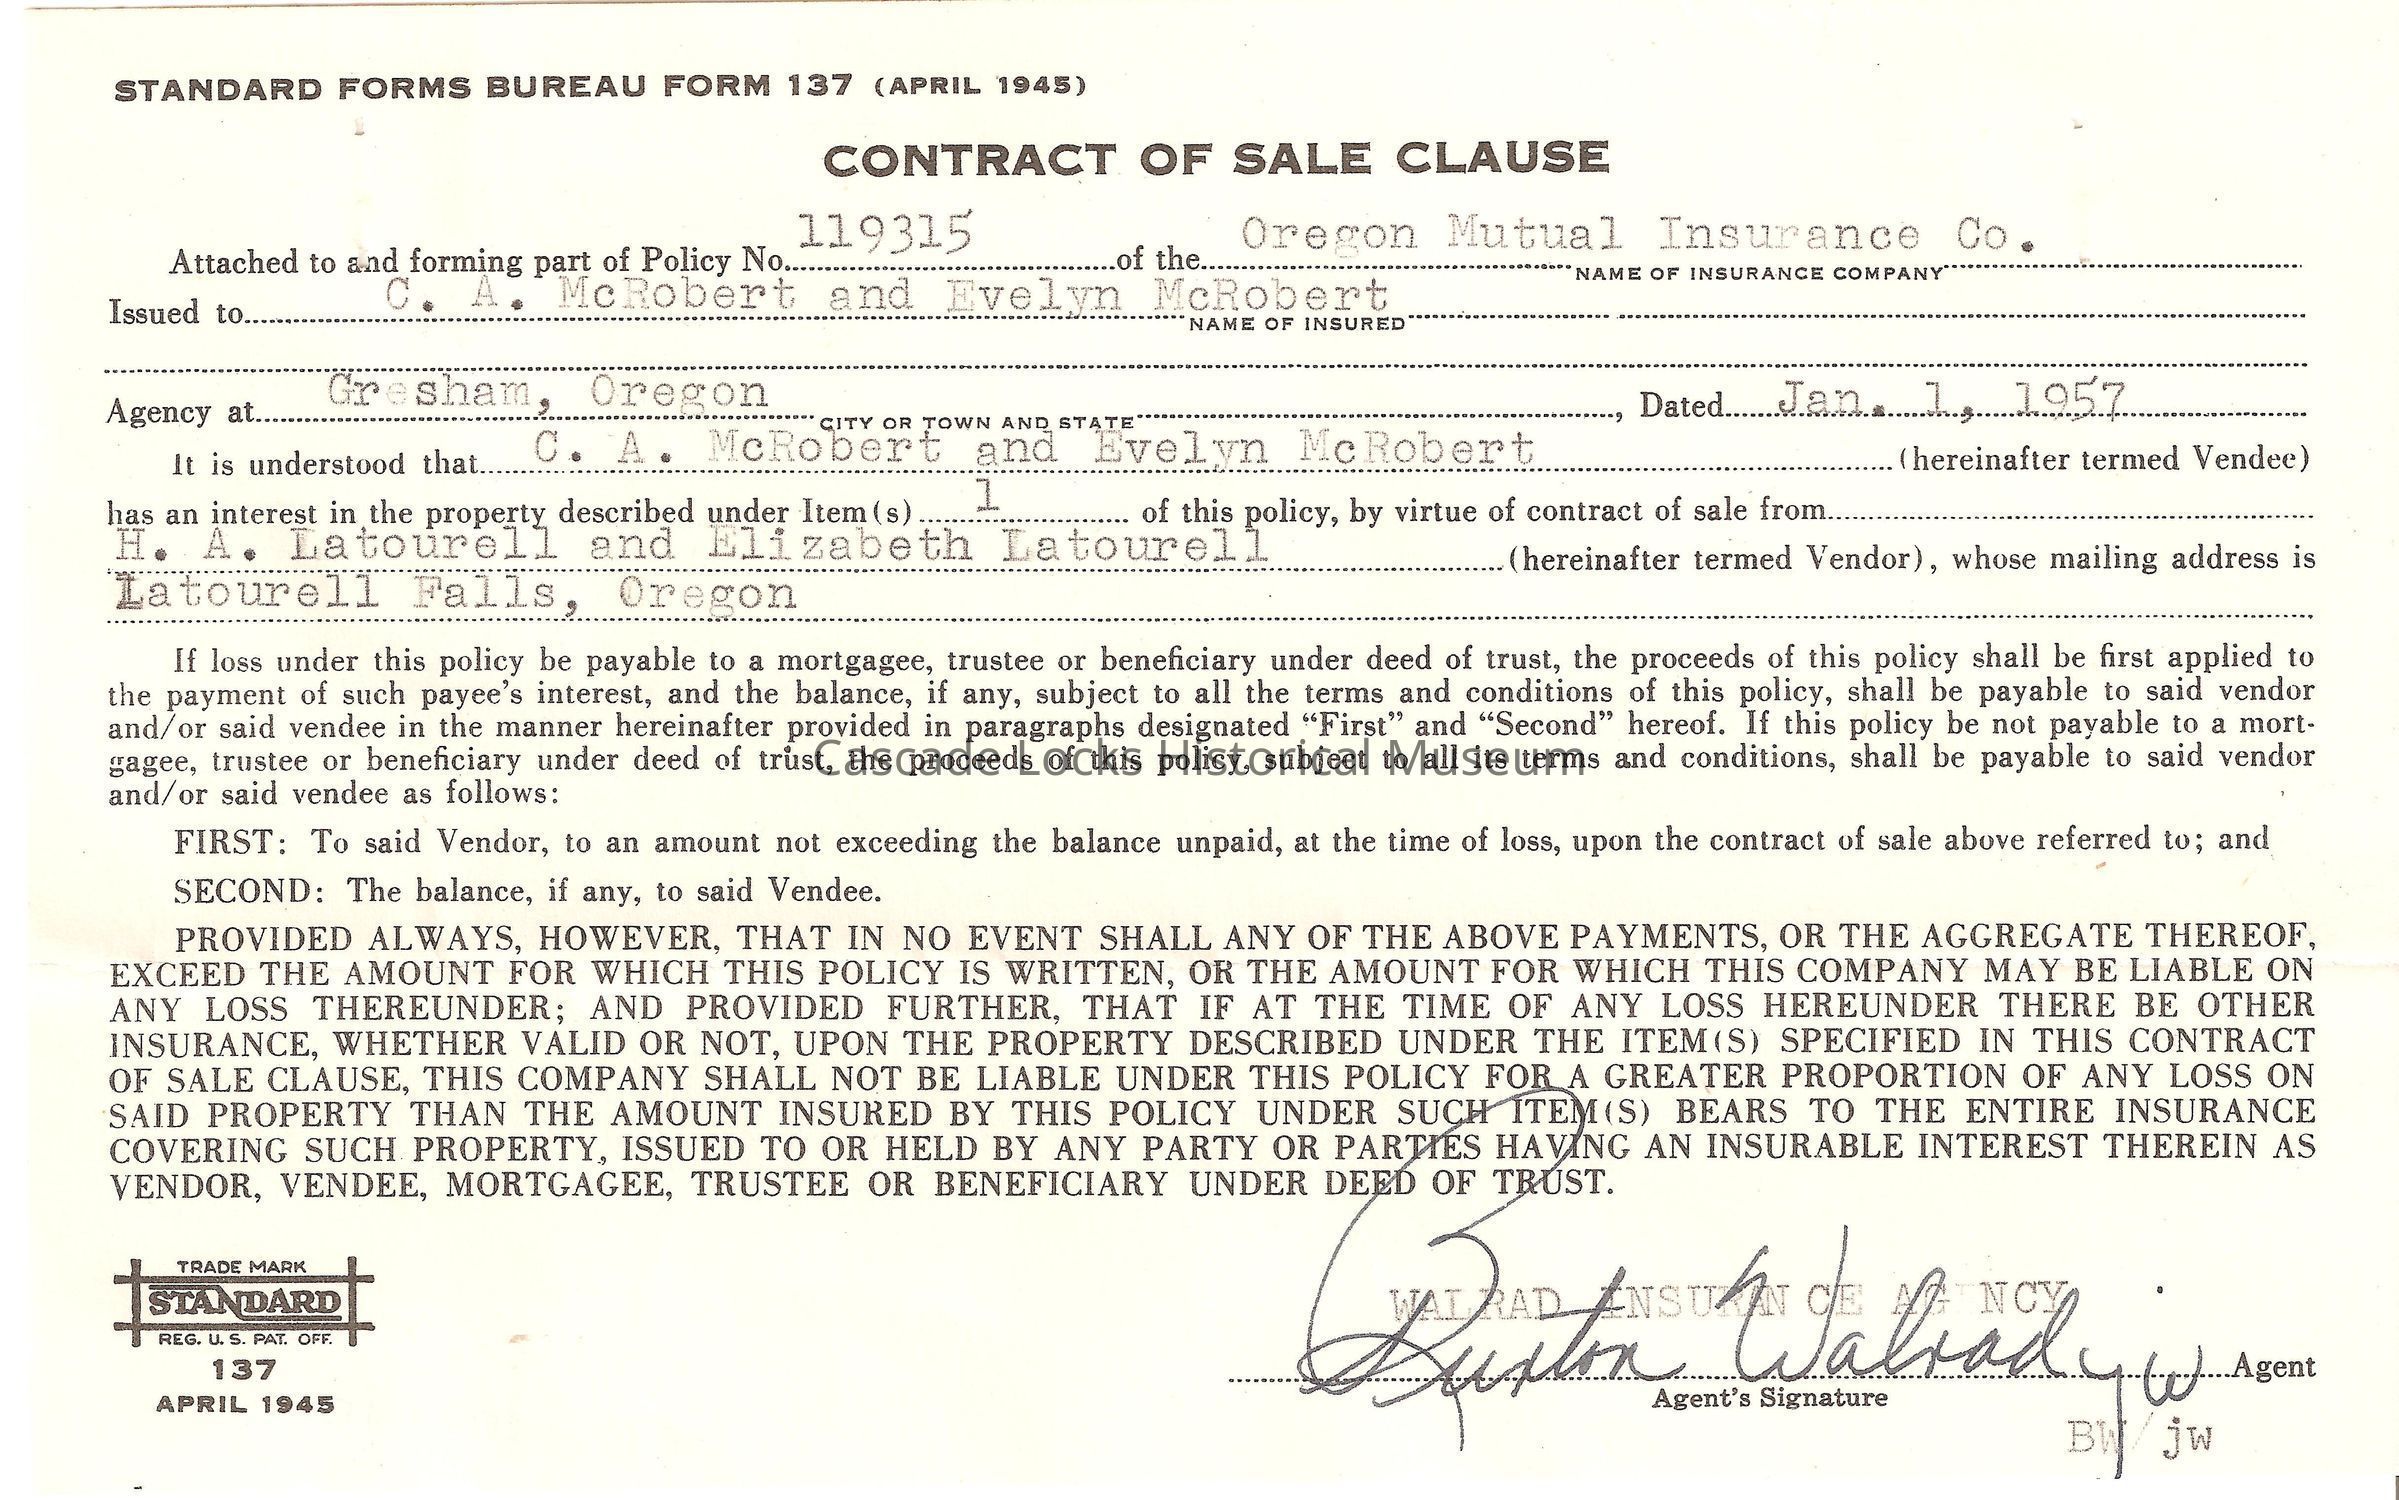 STANDARD FORMS BUREAU FORM 137 (APRIL 1945)
CONTRACT OF SALE CLAUSE
Attached to and forming part of Policy No. 119315 of the Oregon Mutual Insurance Co.
NAME OF INSURANCE COMPANY
Issued to C. A. McRobert and Evelyn McRobert
NAME OF INSURED
Agency at Gresham, Oregon, Dated Jan. 1, 1957
CITY OR TOWN AND STATE
It is understood that C. A. McRobert and Evelyn McRobert (hereinafter termed Vendee)
has an interest in the property described under Item(s) 1 of this policy, by virtue of contract of sale from
H. A. Latourell and Elizabeth Latourell (hereinafter termed Vendor), whose mailing address is
Latourell Falls, Oregon
If loss under this policy be payable to a mortgagee, trustee or beneficiary under deed of trust, the proceeds of this policy shall be first applied to
the payment of such payee's interest, and the balance, if any, subject to all the terms and conditions of this policy, shall be payable to said vendor
and/or said vendee in the manner hereinafter provided in paragraphs designated "First" and "Second" hereof. If this policy be not payable to a mort-
gagee, trustee or beneficiary under deed of trust, the proceeds of this policy, subject to all its terms and conditions, shall be payable to said vendor
Cascade Locks Historical Museum
and/or said vendee as follows:
FIRST: To said Vendor, to an amount not exceeding the balance unpaid, at the time of loss, upon the contract of sale above referred to; and
SECOND: The balance, if any, to said Vendee.
PROVIDED ALWAYS, HOWEVER, THAT IN NO EVENT SHALL ANY OF THE ABOVE PAYMENTS, OR THE AGGREGATE THEREOF,
EXCEED THE AMOUNT FOR WHICH THIS POLICY IS WRITTEN, OR THE AMOUNT FOR WHICH THIS COMPANY MAY BE LIABLE ON
ANY LOSS THEREUNDER; AND PROVIDED FURTHER, THAT IF AT THE TIME OF ANY LOSS HEREUNDER THERE BE OTHER
INSURANCE, WHETHER VALID OR NOT, UPON THE PROPERTY DESCRIBED UNDER THE ITEM(S) SPECIFIED IN THIS CONTRACT
OF SALE CLAUSE, THIS COMPANY SHALL NOT BE LIABLE UNDER THIS POLICY FOR A GREATER PROPORTION OF ANY LOSS ON
SAID PROPERTY THAN THE AMOUNT INSURED BY THIS POLICY UNDER SUCH ITEM(S) BEARS TO THE ENTIRE INSURANCE
COVERING SUCH PROPERTY, ISSUED TO OR HELD BY ANY PARTY OR PARTIES HAVING AN INSURABLE INTEREST THEREIN AS
VENDOR, VENDEE, MORTGAGEE, TRUSTEE OR BENEFICIARY UNDER DEED OF TRUST.
TRADE MARK
STANDARD
REG. U. S. PAT. OFF.
137
APRIL 1945
WALRAD INSURANCE AGENCY
Buxton Walrad jw Agent
Agent's Signature
BW/jw